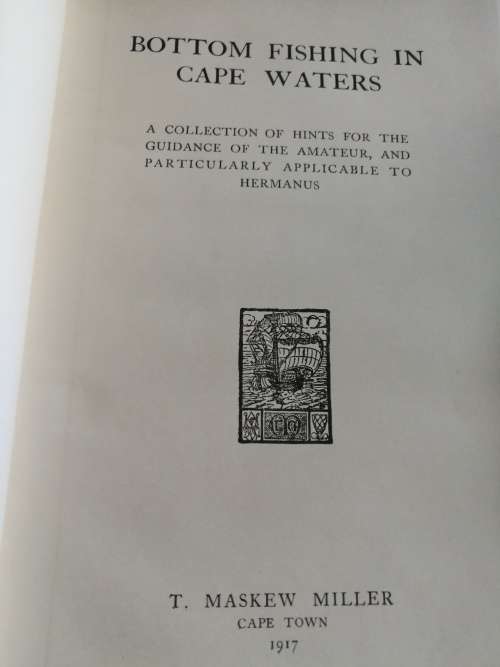 BOTTOM FISHING IN
CAPE WATERS
A COLLECTION OF HINTS FOR THE
GUIDANCE OF THE AMATEUR, AND
PARTICULARLY APPLICABLE TO
HERMANUS
T. MASKEW MILLER
CAPE TOWN
1917